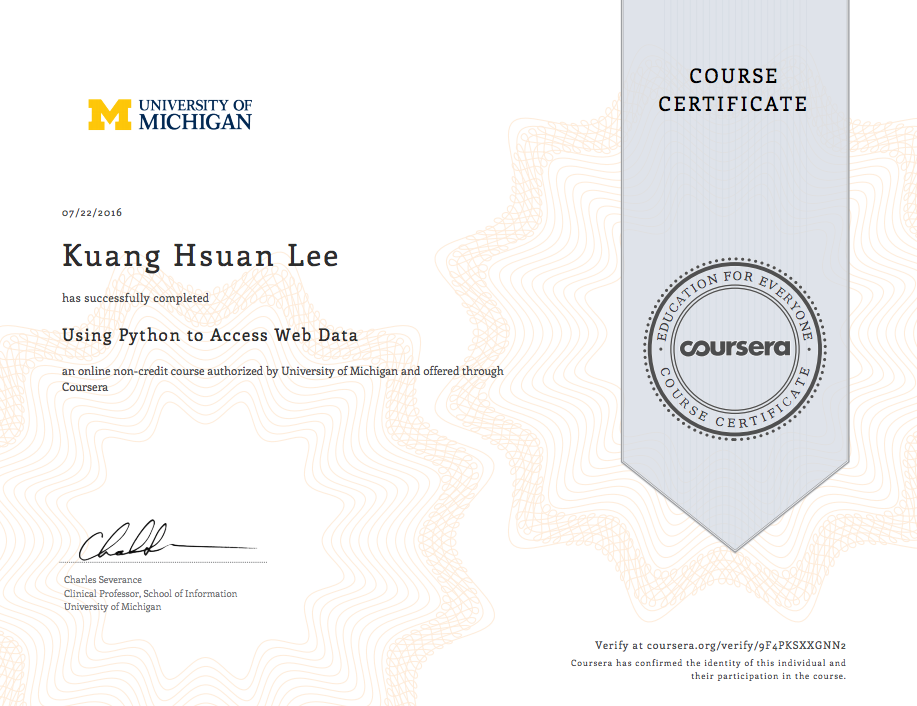 COURSE
CERTIFICATE
UNIVERSITY OF
MICHIGAN
07/22/2016
Kuang Hsuan Lee
has successfully completed
Using Python to Access Web Data
an online non-credit course authorized by University of Michigan and offered through
Coursera
EDUCATION FOR EVERYONE
coursera
COURSE CERTIFICATE
Charles Severance
Clinical Professor, School of Information
University of Michigan
Verify at coursera.org/verify/9F4PKSXXGNN2
Coursera has confirmed the identity of this individual and
their participation in the course.